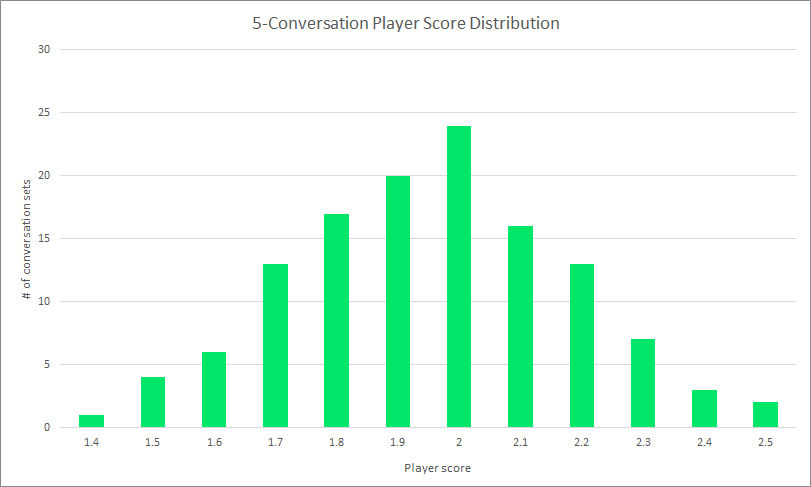 5-Conversation Player Score Distribution
30
25
20
15
10
5
0
# of conversation sets
1.4 1.5 1.6 1.7 1.8 1.9 2 2.1 2.2 2.3 2.4 2.5
Player score